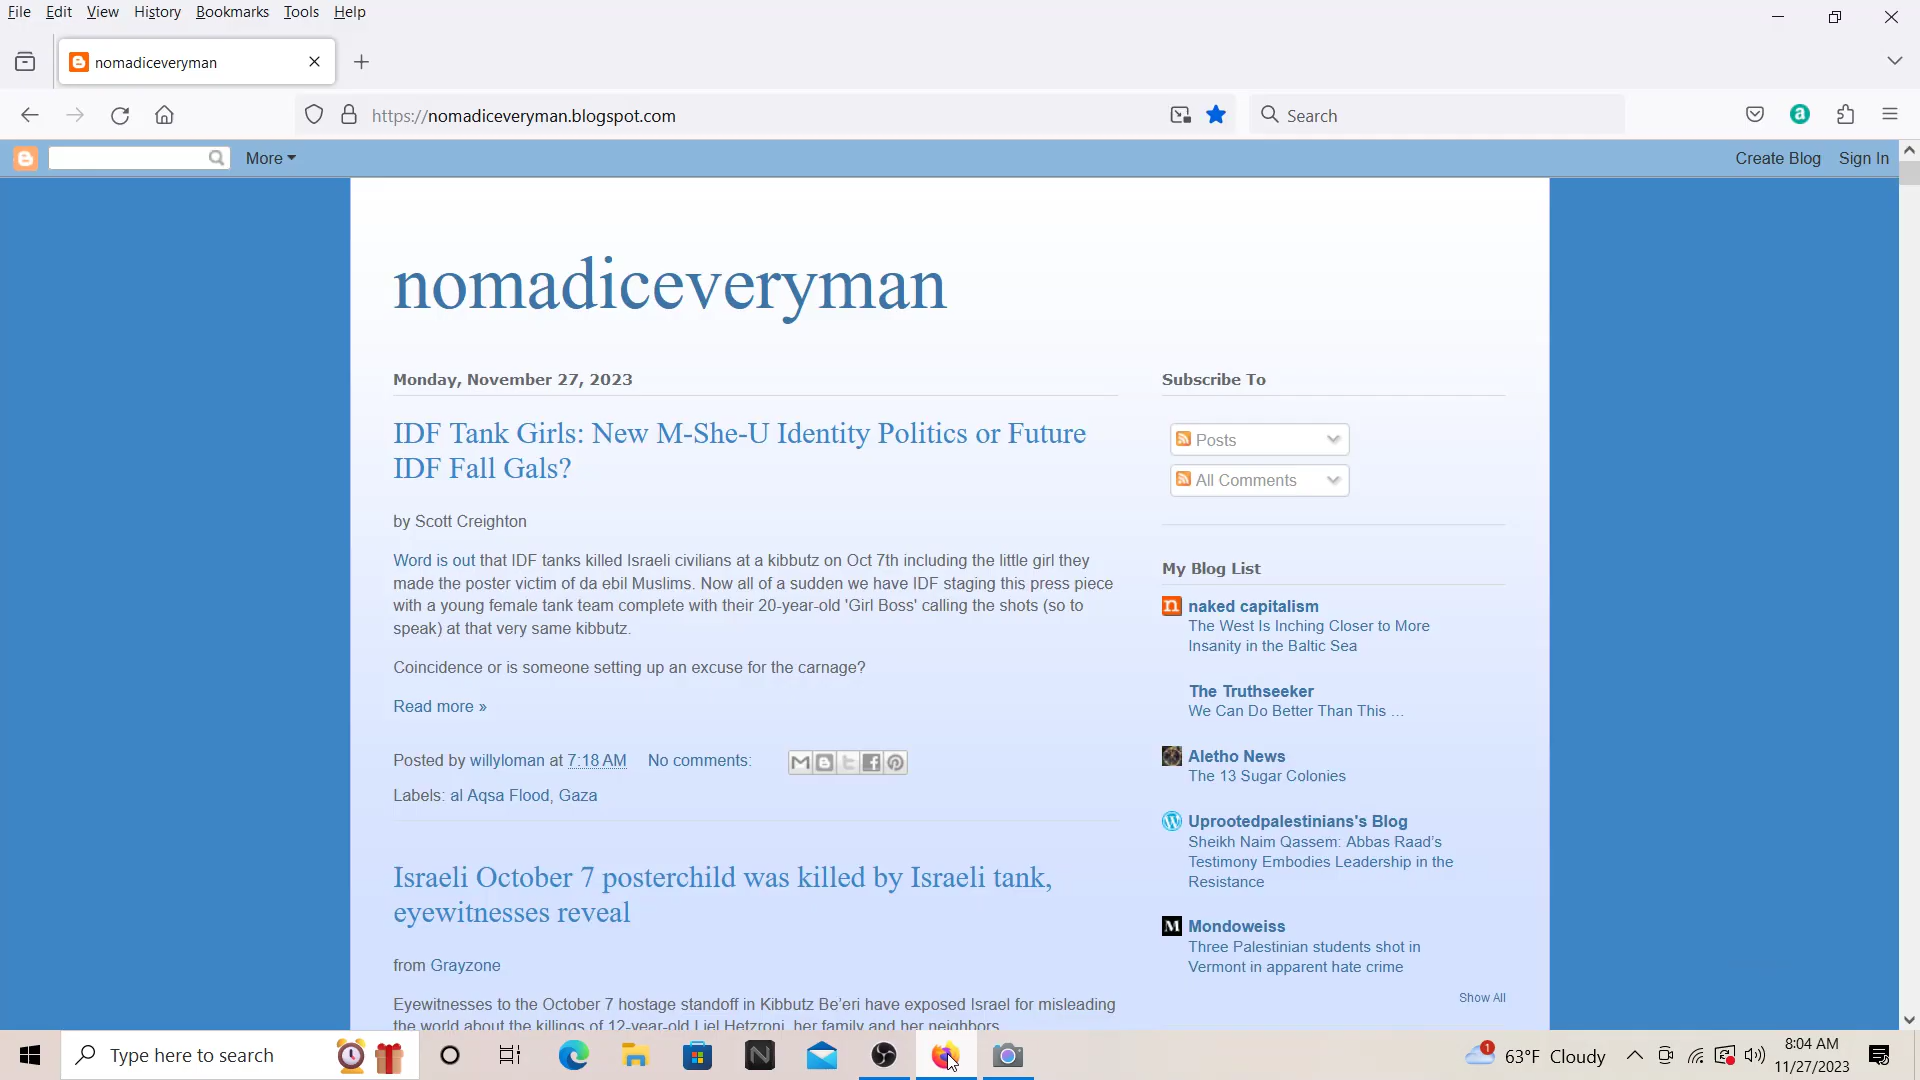 File Edit View History Bookmarks Tools Help
nomadiceveryman
https://nomadiceveryman.blogspot.com
Search
More
Create Blog Sign In
nomadiceveryman
Monday, November 27, 2023
IDF Tank Girls: New M-She-U Identity Politics or Future
IDF Fall Gals?
by Scott Creighton
Word is out that IDF tanks killed Israeli civilians at a kibbutz on Oct 7th including the little girl they
made the poster victim of da ebil Muslims. Now all of a sudden we have IDF staging this press piece
with a young female tank team complete with their 20-year-old 'Girl Boss' calling the shots (so to
speak) at that very same kibbutz.
Coincidence or is someone setting up an excuse for the carnage?
Read more »
Posted by willyloman at 7:18 AM No comments:
Labels: al Aqsa Flood, Gaza
Israeli October 7 posterchild was killed by Israeli tank,
eyewitnesses reveal
from Grayzone
Eyewitnesses to the October 7 hostage standoff in Kibbutz Be'eri have exposed Israel for misleading
the world about the killings of 12-year-old Liel Hetzroni, her family and her neighbors.
Subscribe To
Posts
All Comments
My Blog List
naked capitalism
The West Is Inching Closer to More
Insanity in the Baltic Sea
The Truthseeker
We Can Do Better Than This …
Aletho News
The 13 Sugar Colonies
Uprootedpalestinians's Blog
Sheikh Naim Qassem: Abbas Raad's
Testimony Embodies Leadership in the
Resistance
Mondoweiss
Three Palestinian students shot in
Vermont in apparent hate crime
Show All
Type here to search
1
63°F Cloudy
8:04 AM
11/27/2023